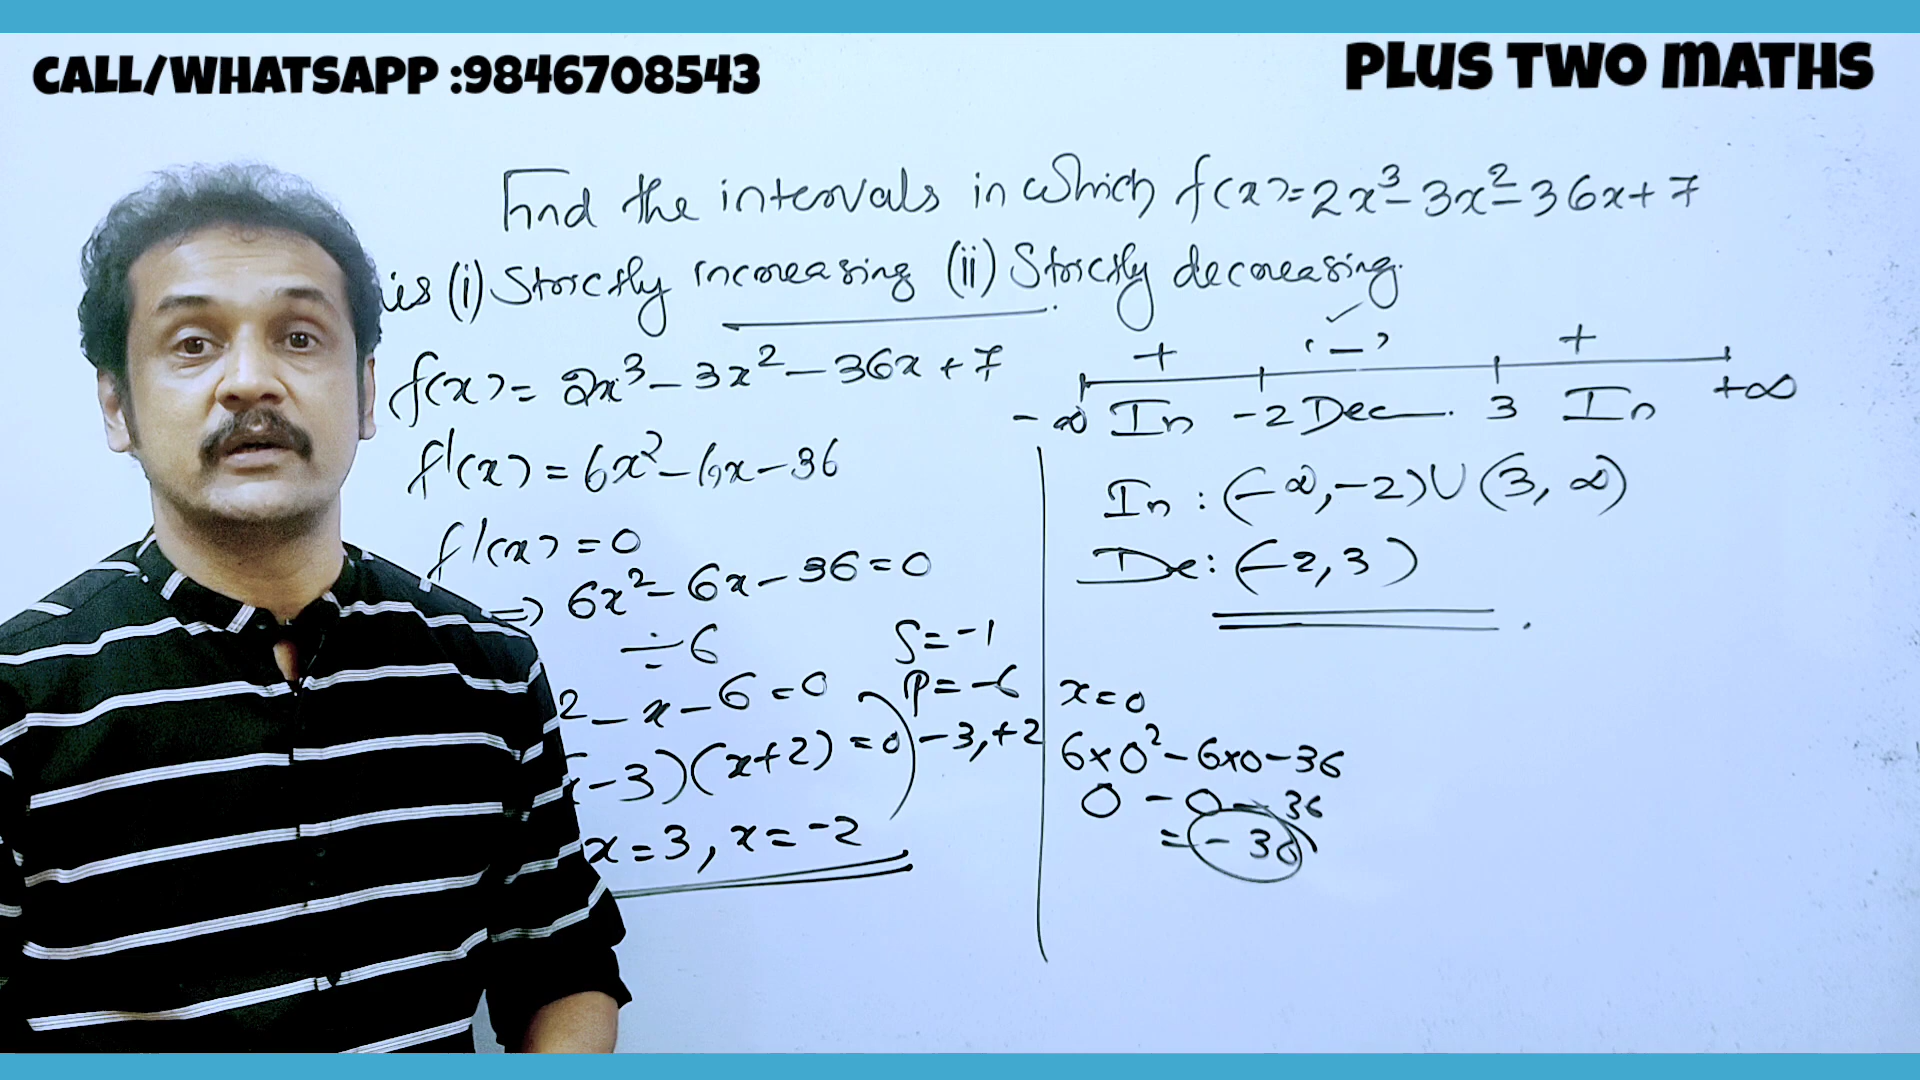 CALL/WHATSAPP :9846708543
PLUS TWO MATHS
Find the intervals in which f(x)=2x³-3x²-36x+7
is (i) Strictly increasing (ii) Strictly decreasing.
f(x)= 2x³-3x²-36x+7
f'(x)=6x²-6x-36
f'(x)=0
⇒ 6x²-6x-36=0
÷6
²-x-6=0
-3)(x+2)=0
x=3, x=-2
S=-1
P=-6
-3,+2
+ '-' +
-∞ In -2 Dec 3 In +∞
In : (-∞,-2)∪(3,∞)
De: (-2,3)
x=0
6×0²-6×0-36
0-0-36
=-36